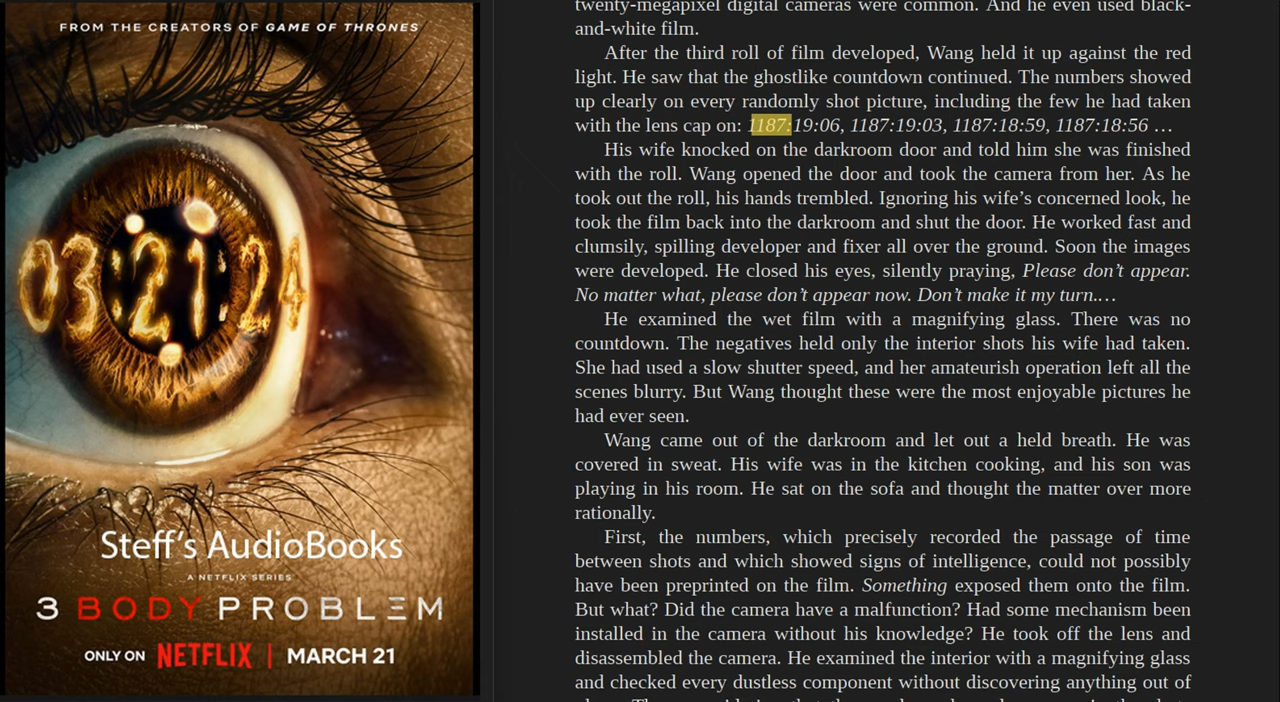 FROM THE CREATORS OF GAME OF THRONES
03:21:24
Steff's AudioBooks
A NETFLIX SERIES
3 BODY PROBLEM
ONLY ON NETFLIX | MARCH 21
twenty-megapixel digital cameras were common. And he even used black-
and-white film.
After the third roll of film developed, Wang held it up against the red
light. He saw that the ghostlike countdown continued. The numbers showed
up clearly on every randomly shot picture, including the few he had taken
with the lens cap on: 1187:19:06, 1187:19:03, 1187:18:59, 1187:18:56 …
His wife knocked on the darkroom door and told him she was finished
with the roll. Wang opened the door and took the camera from her. As he
took out the roll, his hands trembled. Ignoring his wife’s concerned look, he
took the film back into the darkroom and shut the door. He worked fast and
clumsily, spilling developer and fixer all over the ground. Soon the images
were developed. He closed his eyes, silently praying, Please don’t appear.
No matter what, please don’t appear now. Don’t make it my turn.…
He examined the wet film with a magnifying glass. There was no
countdown. The negatives held only the interior shots his wife had taken.
She had used a slow shutter speed, and her amateurish operation left all the
scenes blurry. But Wang thought these were the most enjoyable pictures he
had ever seen.
Wang came out of the darkroom and let out a held breath. He was
covered in sweat. His wife was in the kitchen cooking, and his son was
playing in his room. He sat on the sofa and thought the matter over more
rationally.
First, the numbers, which precisely recorded the passage of time
between shots and which showed signs of intelligence, could not possibly
have been preprinted on the film. Something exposed them onto the film.
But what? Did the camera have a malfunction? Had some mechanism been
installed in the camera without his knowledge? He took off the lens and
disassembled the camera. He examined the interior with a magnifying glass
and checked every dustless component without discovering anything out of